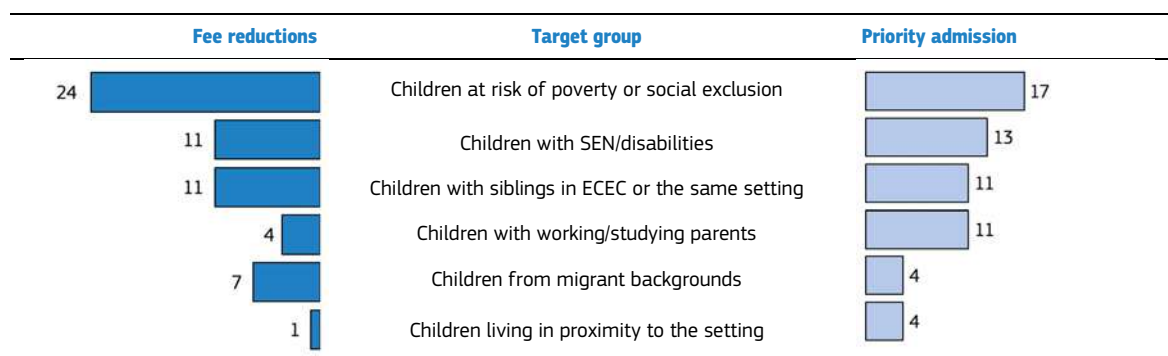 Fee reductions Target group Priority admission
24 Children at risk of poverty or social exclusion 17
11 Children with SEN/disabilities 13
11 Children with siblings in ECEC or the same setting 11
4 Children with working/studying parents 11
7 Children from migrant backgrounds 4
1 Children living in proximity to the setting 4